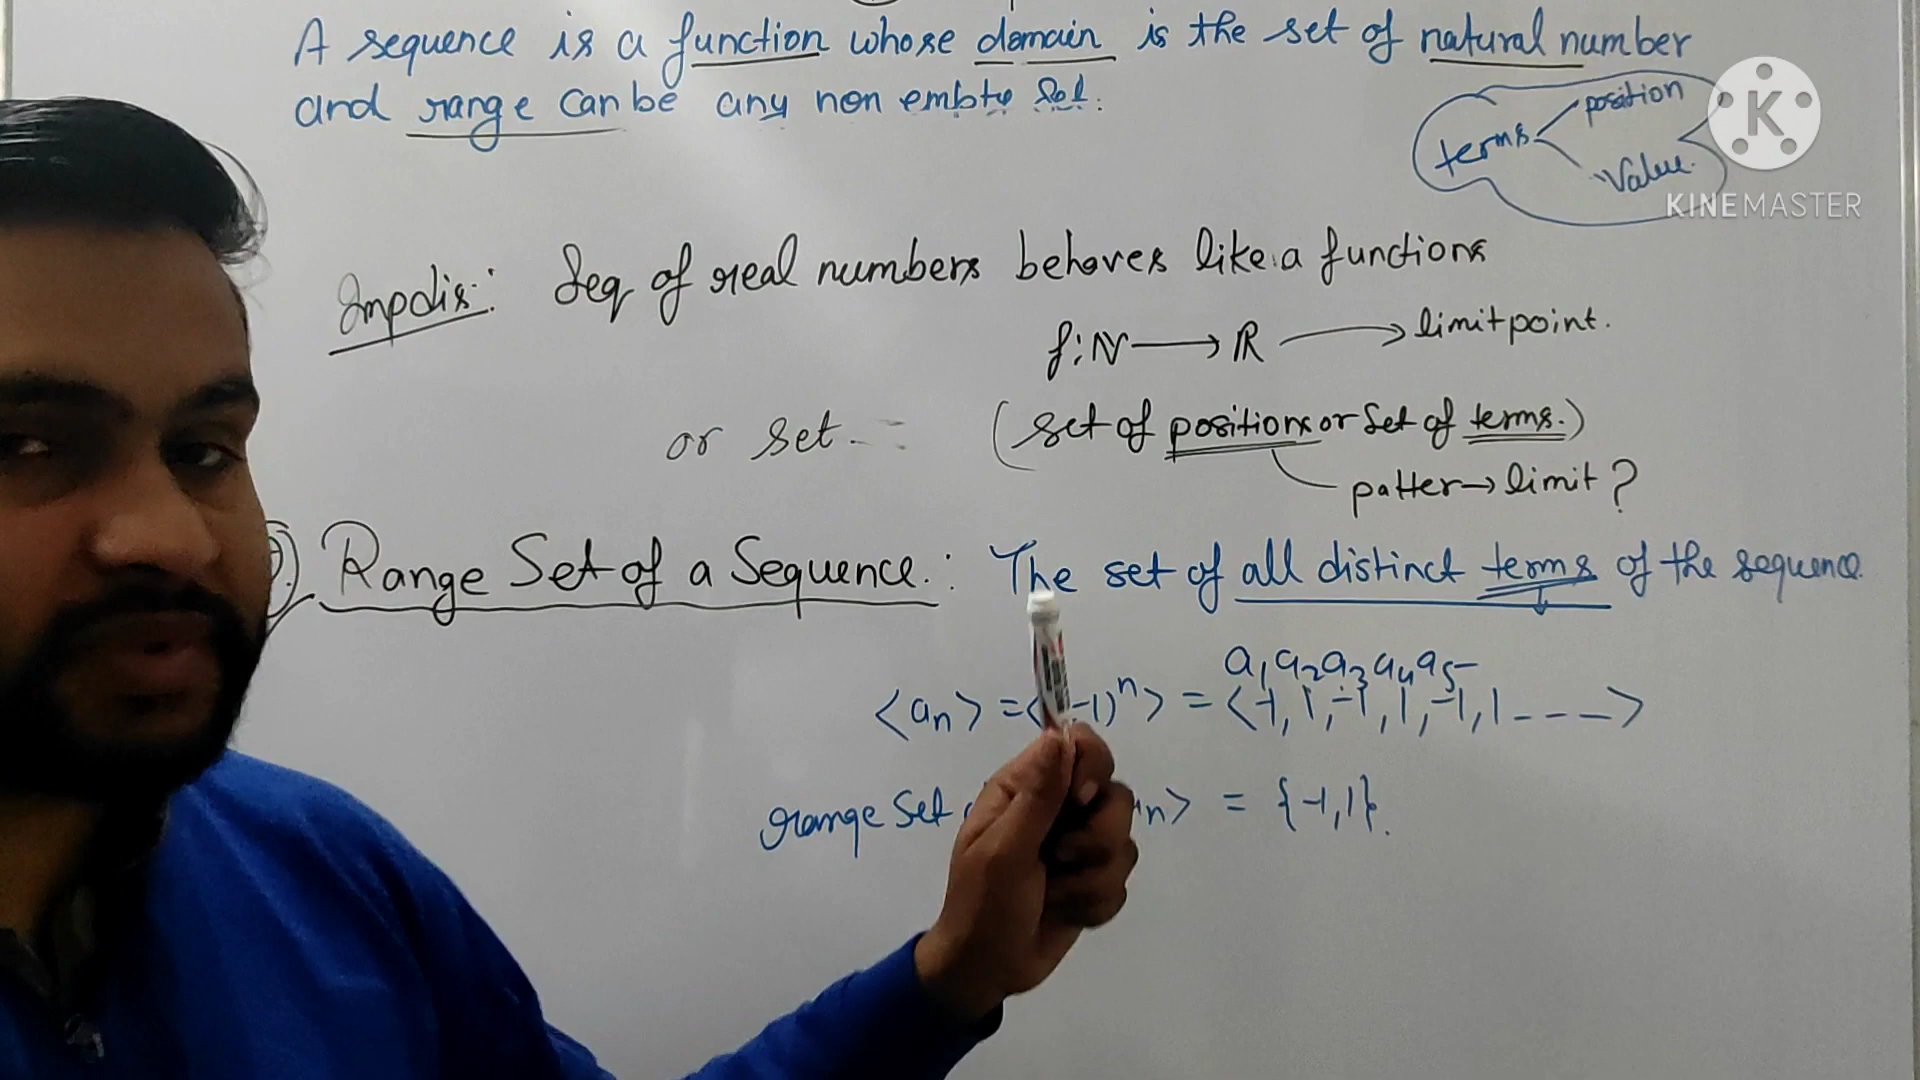 A sequence is a function whose domain is the set of natural number
and range can be any non embty Set.
terms position
Value.
K
KINEMASTER
Impdis: Seq of real numbers behaves like a functions
f: N → R → limit point.
or set (set of positions or Set of terms.)
patter → limit ?
Range Set of a Sequence.: The set of all distinct terms of the sequence
a1 a2 a3 a4 a5
<an> = < -1)^n > = <-1, 1, -1, 1, -1, 1 - - - >
range Set n> = {-1,1}.